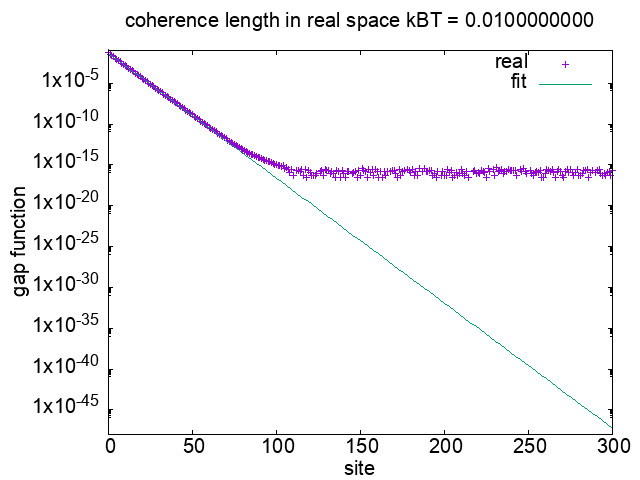 coherence length in real space kBT = 0.0100000000
real
fit
1x10^-5
1x10^-10
1x10^-15
1x10^-20
1x10^-25
1x10^-30
1x10^-35
1x10^-40
1x10^-45
gap function
0 50 100 150 200 250 300
site